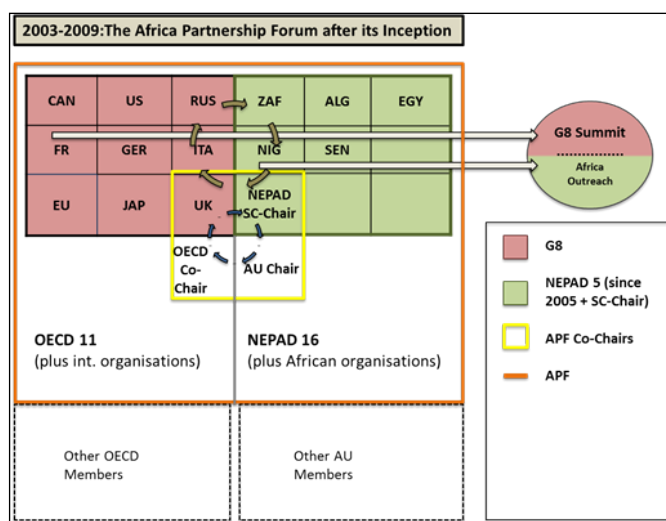 2003-2009:The Africa Partnership Forum after its Inception
CAN US RUS ZAF ALG EGY
FR GER ITA NIG SEN
EU JAP UK NEPAD
SC-Chair
OECD
Co-
Chair
AU Chair
G8 Summit
Africa
Outreach
OECD 11
(plus int. organisations)
NEPAD 16
(plus African organisations)
Other OECD
Members
Other AU
Members
G8
NEPAD 5 (since
2005 + SC-Chair)
APF Co-Chairs
APF